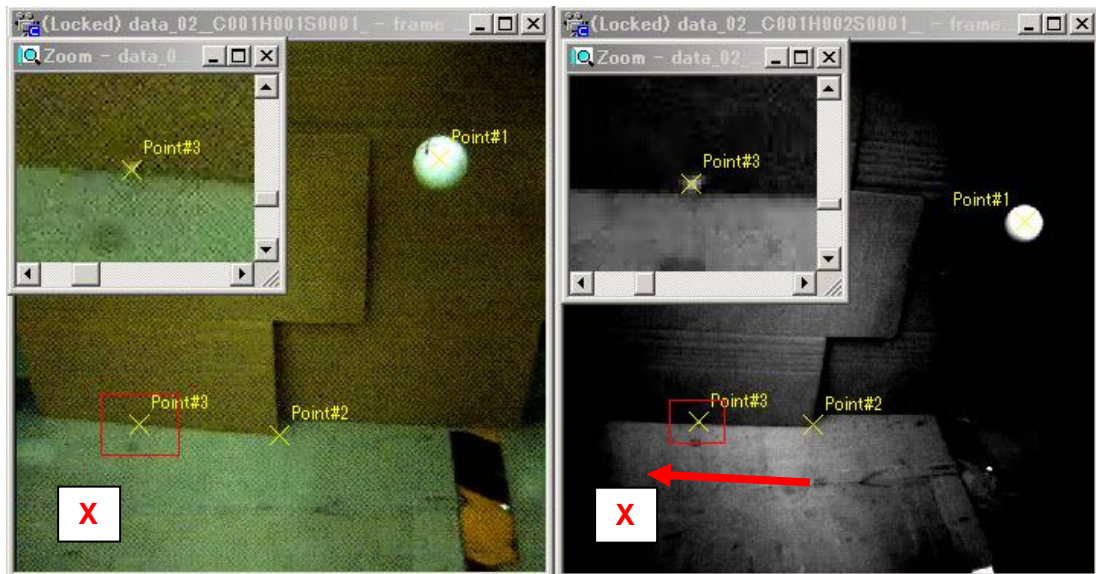 (Locked) data_02__C001H001S0001_ - frame
Zoom - data_0...
Point#3
Point#1
Point#3
Point#2
X
(Locked) data_02__C001H002S0001_ - frame
Zoom - data_02_...
Point#3
Point#1
Point#3
Point#2
X